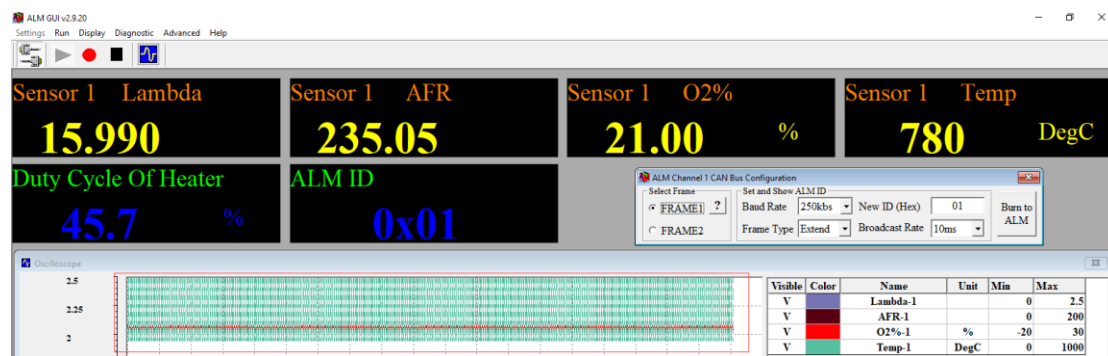 ALM GUI v2.9.20
Settings Run Display Diagnostic Advanced Help
Sensor 1 Lambda
15.990
Sensor 1 AFR
235.05
Sensor 1 O2%
21.00 %
Sensor 1 Temp
780 DegC
Duty Cycle Of Heater
45.7 %
ALM ID
0x01
ALM Channel 1 CAN Bus Configuration
Select Frame
FRAME1 ?
FRAME2
Set and Show ALM ID
Baud Rate 250kbs New ID (Hex) 01
Frame Type Extend Broadcast Rate 10ms
Burn to
ALM
Oscilloscope
2.5
2.25
2
Visible Color Name Unit Min Max
V Lambda-1 0 2.5
V AFR-1 0 200
V O2%-1 % -20 30
V Temp-1 DegC 0 1000